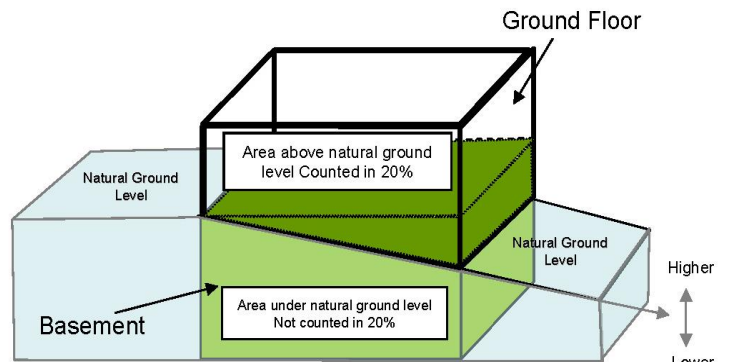 Ground Floor
Area above natural ground
level Counted in 20%
Natural Ground
Level
Natural Ground
Level
Higher
Area under natural ground level
Not counted in 20%
Basement
Lower